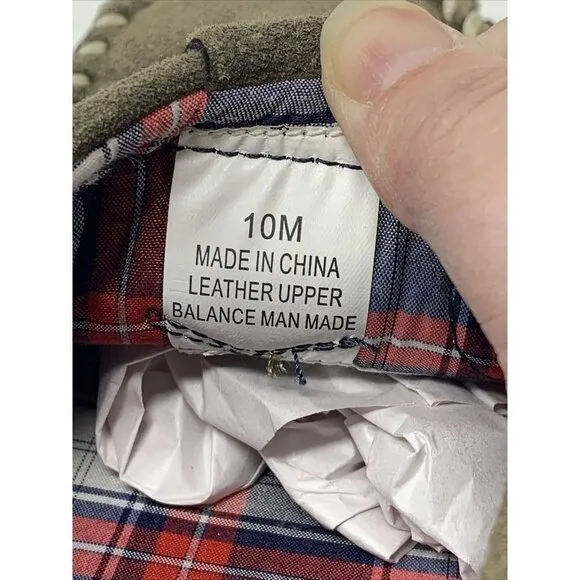 10M
MADE IN CHINA
LEATHER UPPER
BALANCE MAN MADE